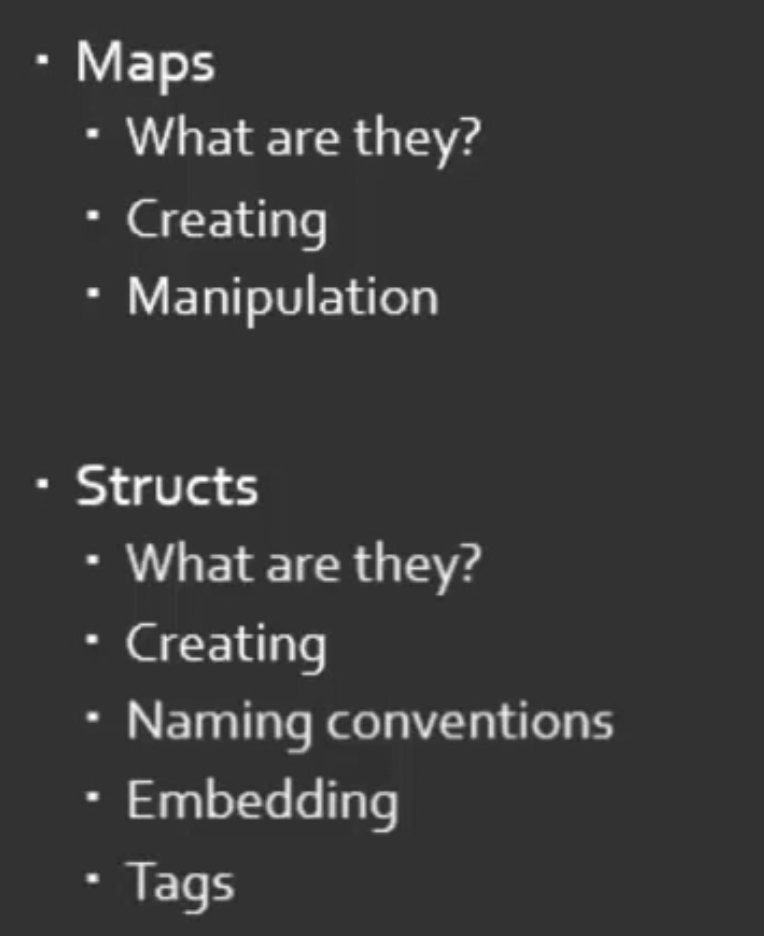 ▪ Maps
▪ What are they?
▪ Creating
▪ Manipulation
▪ Structs
▪ What are they?
▪ Creating
▪ Naming conventions
▪ Embedding
▪ Tags